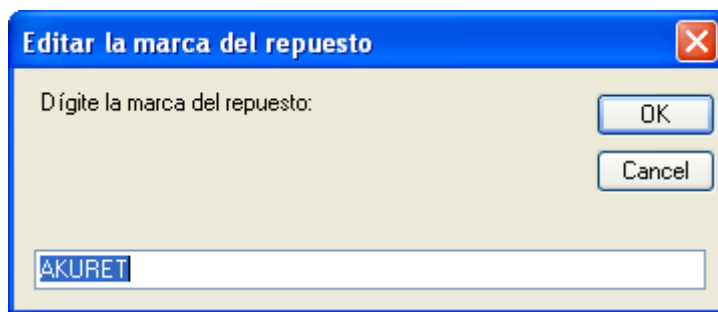 Editar la marca del repuesto
Dígite la marca del repuesto:
OK
Cancel
AKURET